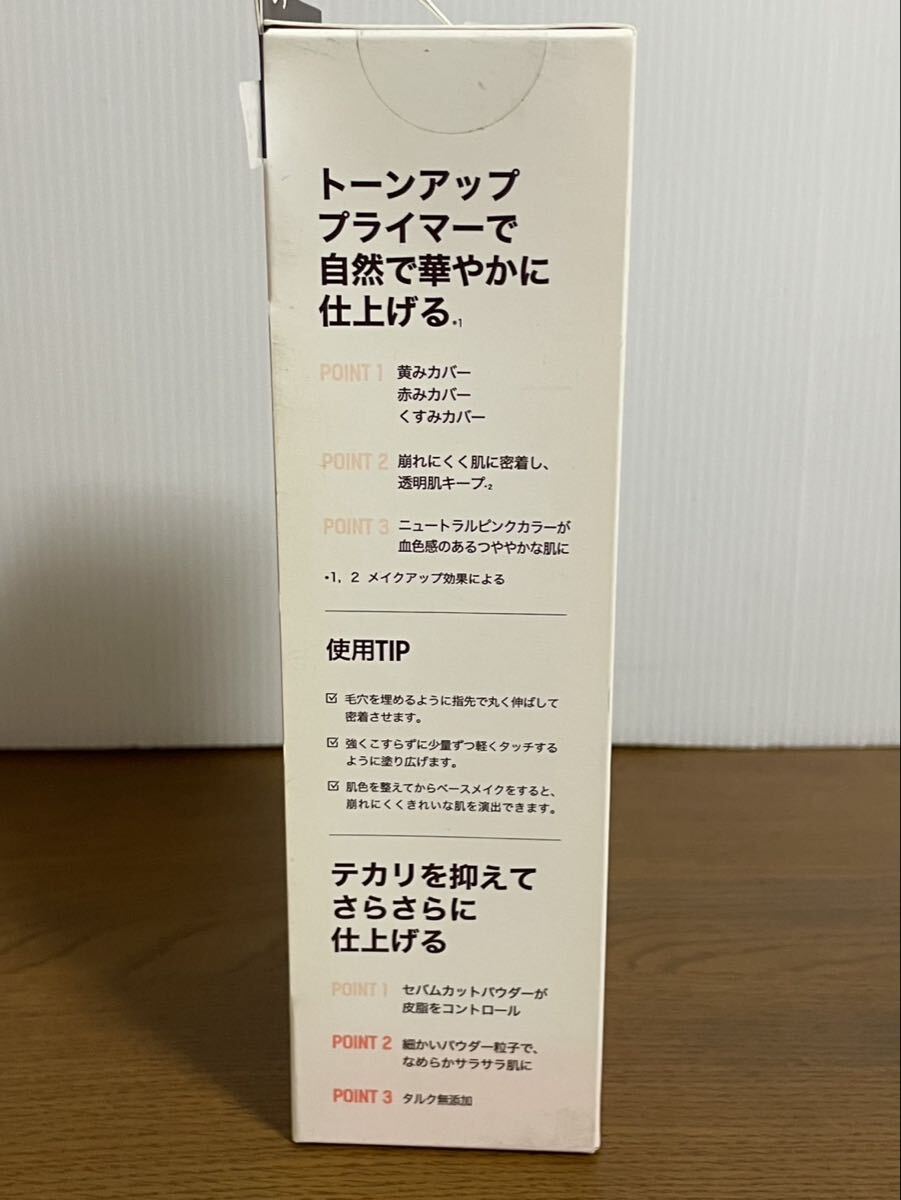 トーンアップ
プライマーで
自然で華やかに
仕上げる *1
POINT 1 黄みカバー
赤みカバー
くすみカバー
POINT 2 崩れにくく肌に密着し、
透明肌キープ*2
POINT 3 ニュートラルピンクカラーが
血色感のあるつややかな肌に
*1, 2 メイクアップ効果による
使用TIP
☑ 毛穴を埋めるように指先で丸く伸ばして
密着させます。
☑ 強くこすらずに少量ずつ軽くタッチする
ように塗り広げます。
☑ 肌色を整えてからベースメイクをすると、
崩れにくくきれいな肌を演出できます。
テカリを抑えて
さらさらに
仕上げる
POINT 1 セバムカットパウダーが
皮脂をコントロール
POINT 2 細かいパウダー粒子で、
なめらかサラサラ肌に
POINT 3 タルク無添加